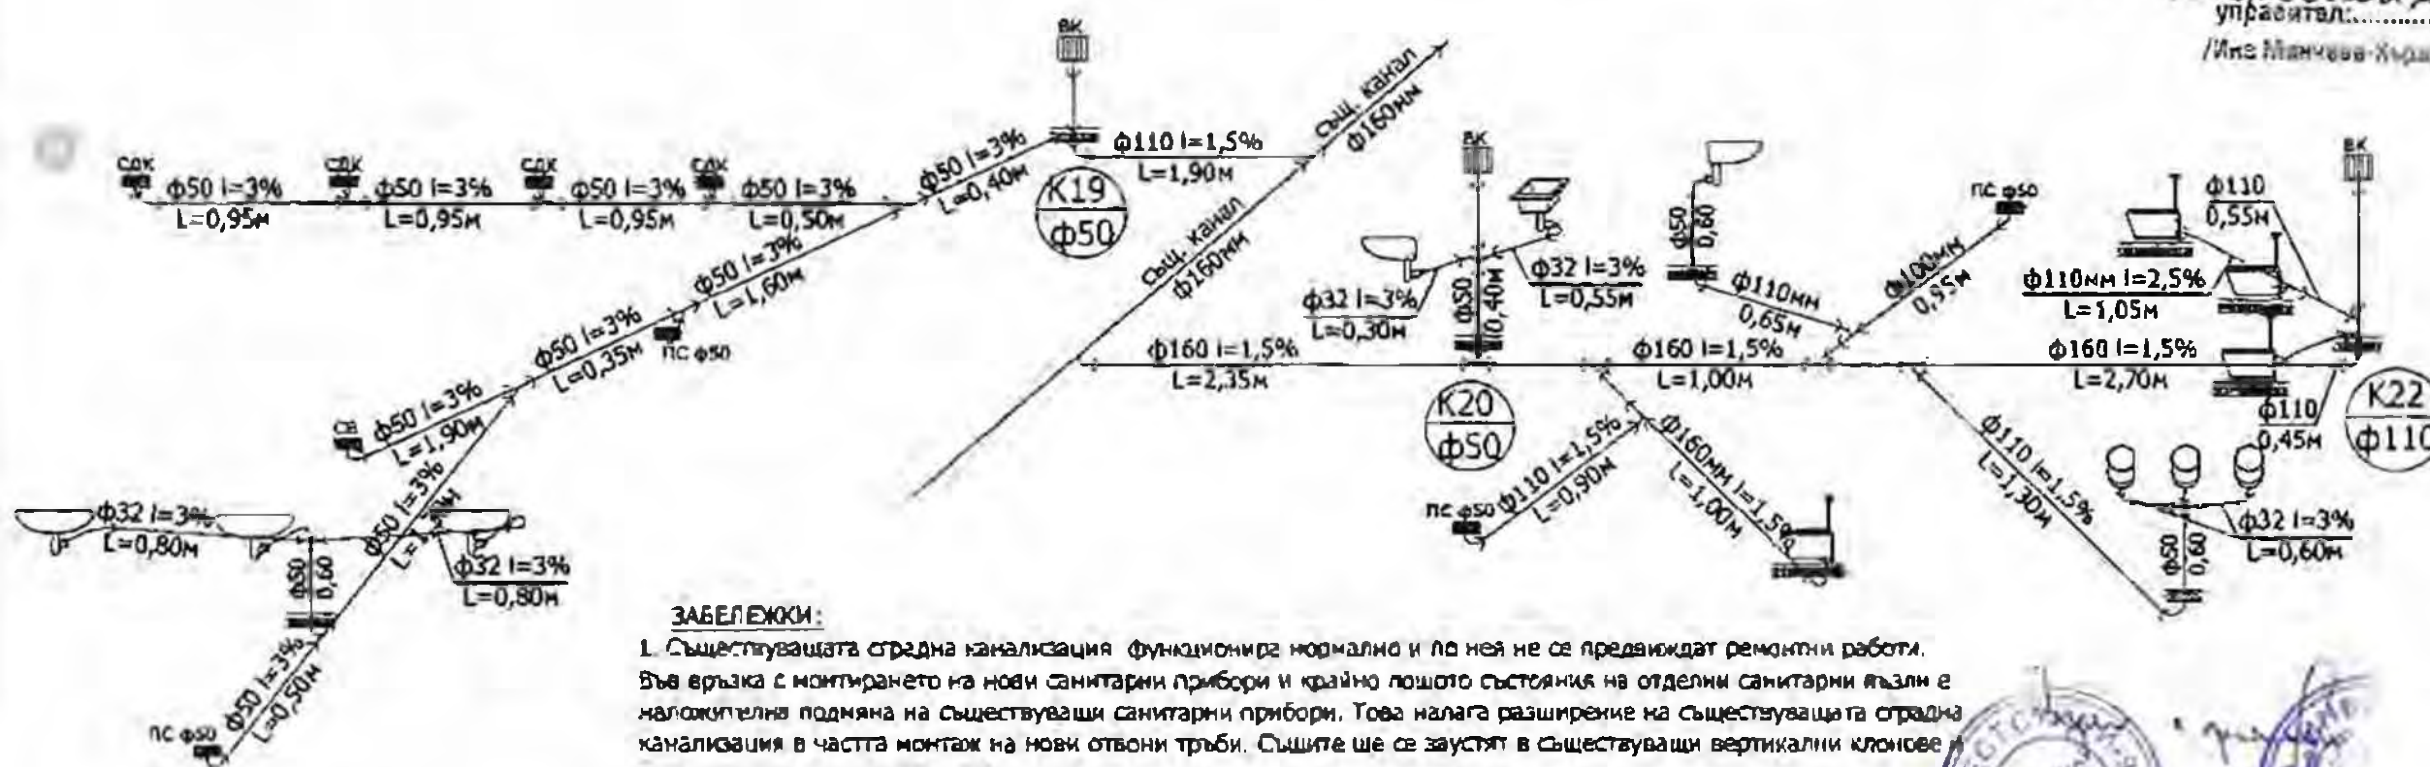 управител:.........
ВК
ф50 i=3%
L=0,40м
ф110 i=1,5%
L=1,90м
К19
ф50
същ. канал
ф160мм
същ. канал
ф160мм
СДК
ф50 i=3%
L=0,95м
СДК
ф50 i=3%
L=0,95м
СДК
ф50 i=3%
L=0,95м
СДК
ф50 i=3%
L=0,50м
ф50 i=3%
L=1,60м
ф50 i=3%
L=0,35м
ПС ф50
ф50 i=3%
L=1,90м
ф50 i=3%
ф32 i=3%
L=0,80м
ф50
0,60
ф32 i=3%
L=0,80м
ф50 i=3%
L=0,50м
ПС ф50
ВК
ф32 i=3%
L=0,30м
ф50
0,40м
ф32 i=3%
L=0,55м
ф160 i=1,5%
L=2,35м
К20
ф50
ф50
0,60
ф110мм
0,65м
ПС ф50
ф100мм
0,95м
ф160 i=1,5%
L=1,00м
ПС ф50
ф110 i=1,5%
L=0,90м
ф160мм i=1,5%
L=1,00м
ВК
ф110
0,55м
ф110мм i=2,5%
L=1,05м
ф160 i=1,5%
L=2,70м
ф110
0,45м
К22
ф110
ф110 i=1,5%
L=1,30м
ф32 i=3%
L=0,60м
ф50
0,60
ЗАБЕЛЕЖКИ:
1. Съществуващата сградна канализация функционира нормално и по нея не се предвиждат ремонтни работи.
Във връзка с монтирането на нови санитарни прибори и крайно лошото състояния на отделни санитарни възли е
наложителна подмяна на съществуващи санитарни прибори. Това налага разширение на съществуващата сградна
канализация в частта монтаж на нови отвони тръби. Същите ще се заустят в съществуващи вертикални клонове и